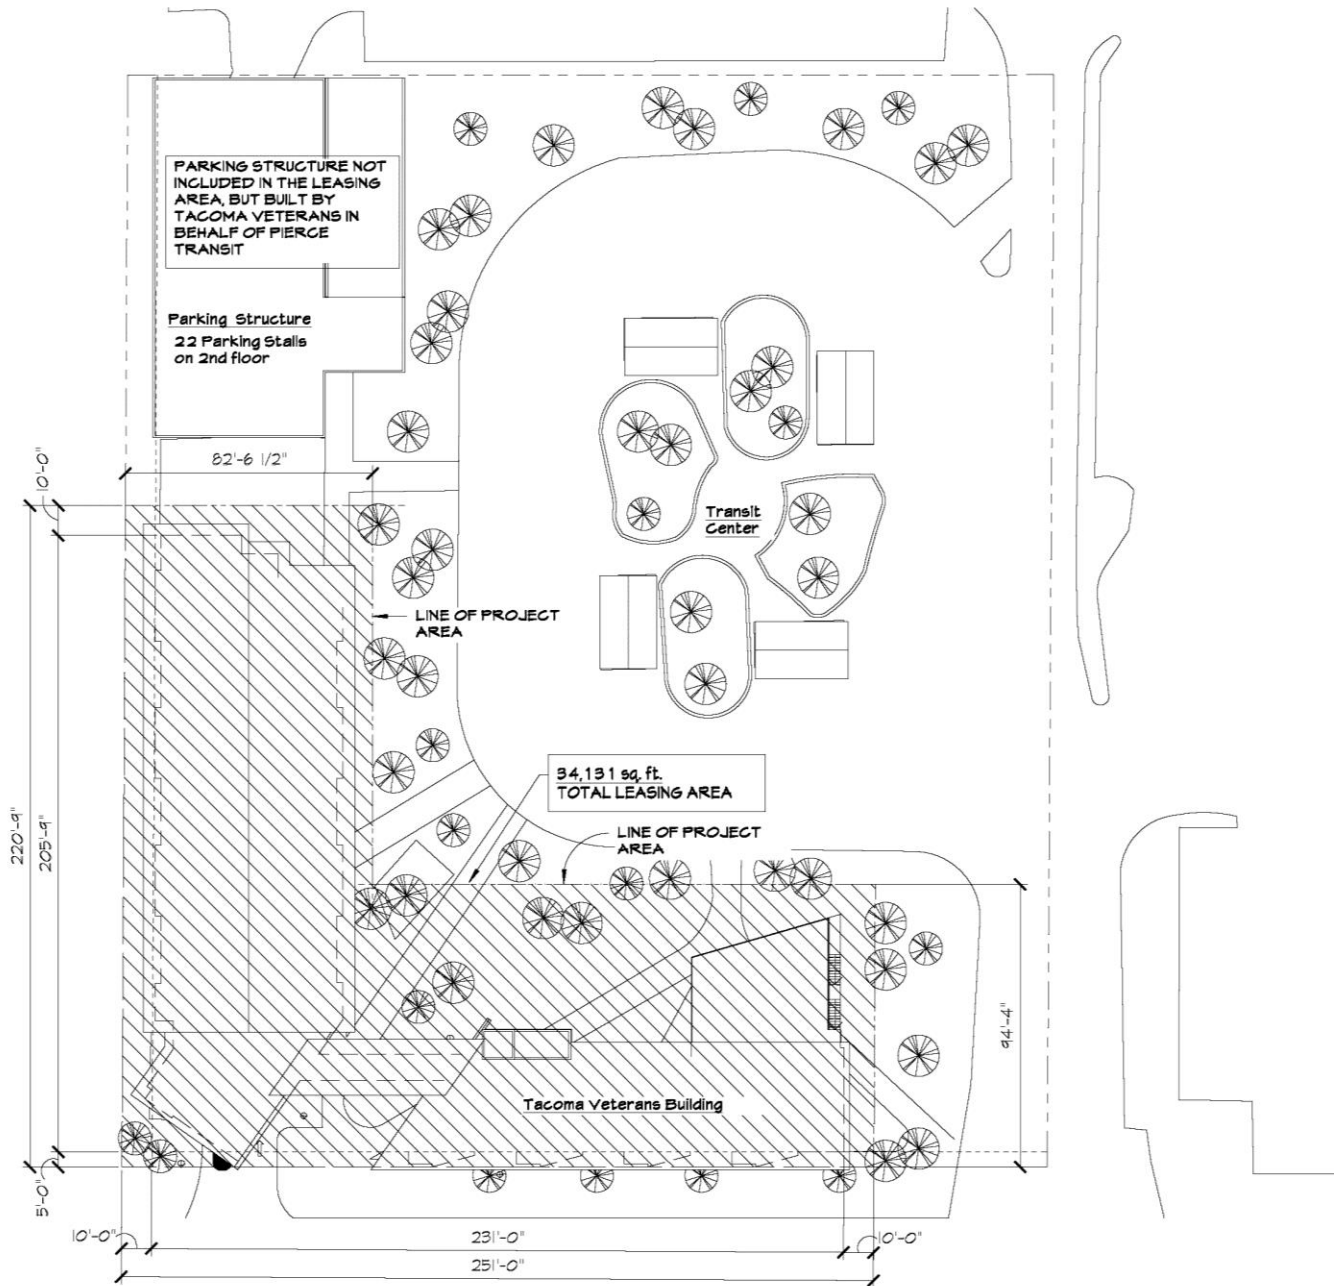 PARKING STRUCTURE NOT
INCLUDED IN THE LEASING
AREA, BUT BUILT BY
TACOMA VETERANS IN
BEHALF OF PIERCE
TRANSIT
Parking Structure
22 Parking Stalls
on 2nd floor
82'-6 1/2"
10'-0"
Transit
Center
LINE OF PROJECT
AREA
34,131 sq. ft.
TOTAL LEASING AREA
LINE OF PROJECT
AREA
220'-9"
205'-9"
94'-4"
Tacoma Veterans Building
5'-0"
10'-0"
231'-0"
10'-0"
251'-0"